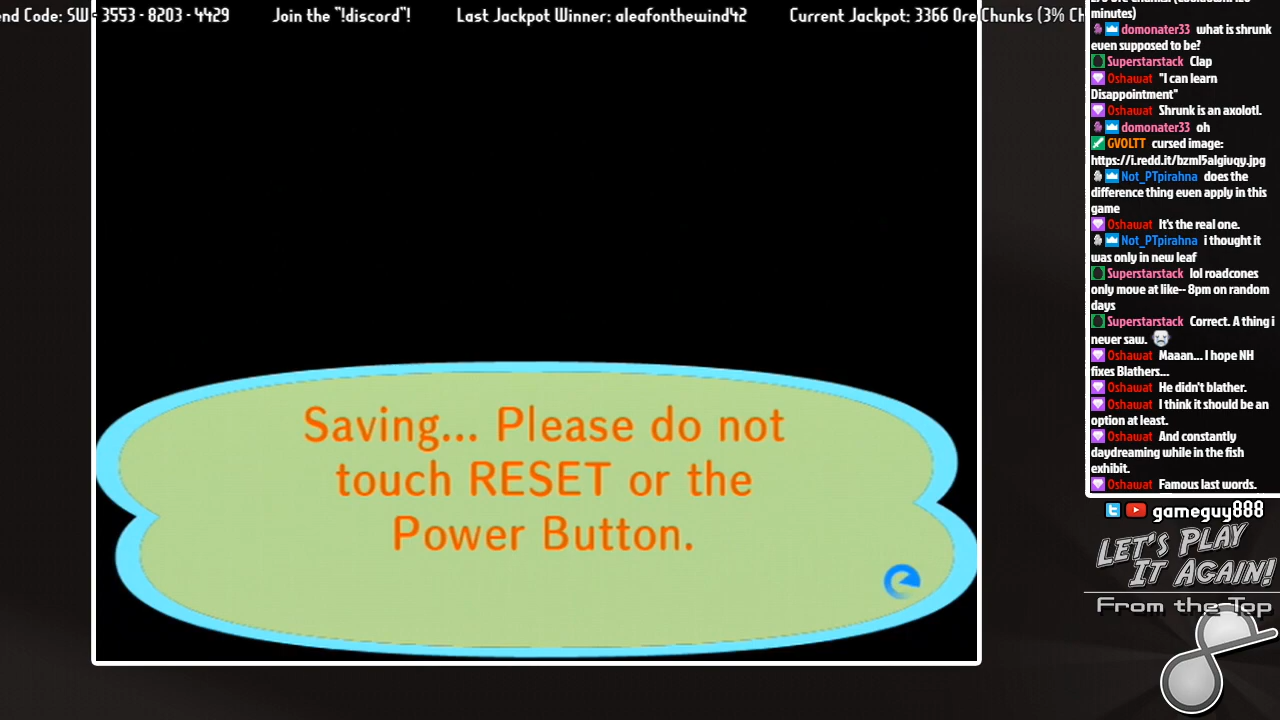 end Code: SW - 3553 - 8203 - 4429 Join the "!discord"! Last Jackpot Winner: aleafonthewind42 Current Jackpot: 3366 Ore Chunks (3% Ch
minutes)
domonater33 what is shrunk
even supposed to be?
Superstarstack Clap
Oshawat "I can learn
Disappointment"
Oshawat Shrunk is an axolotl.
domonater33 oh
GVOLTT cursed image:
https://i.redd.it/bzml5algiuqy.jpg
Not_PTpirahna does the
difference thing even apply in this
game
Oshawat It's the real one.
Not_PTpirahna i thought it
was only in new leaf
Superstarstack lol roadcones
only move at like-- 8pm on random
days
Superstarstack Correct. A thing i
never saw.
Oshawat Maaan... I hope NH
fixes Blathers...
Oshawat He didn't blather.
Oshawat I think it should be an
option at least.
Oshawat And constantly
daydreaming while in the fish
exhibit.
Oshawat Famous last words.
Saving... Please do not
touch RESET or the
Power Button.
gameguy888
LET'S PLAY
IT AGAIN!
From the Top